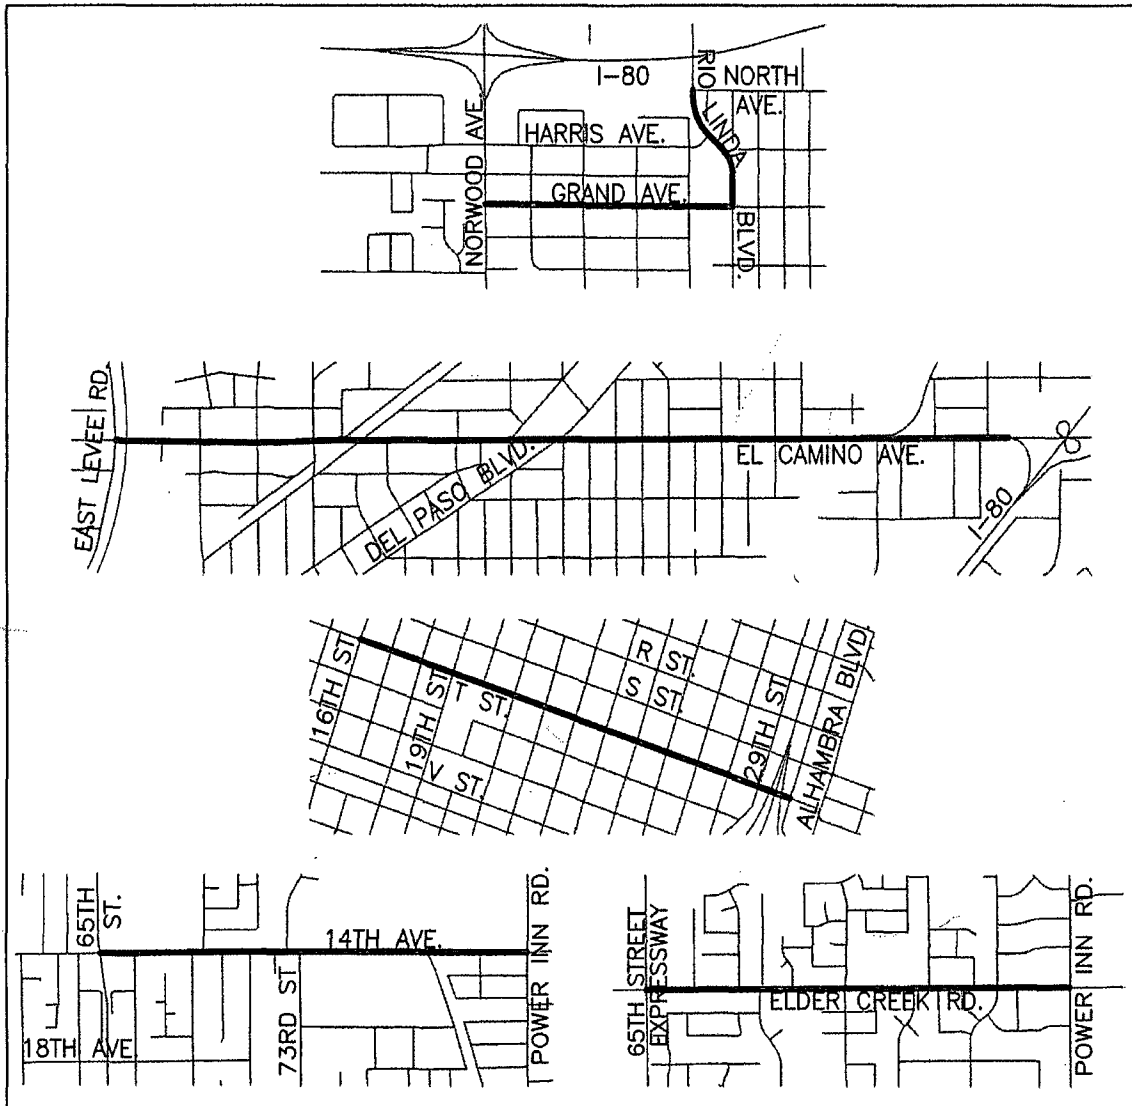 I-80
RIO LINDA BLVD.
NORTH AVE.
HARRIS AVE.
NORWOOD AVE.
GRAND AVE.
EAST LEVEE RD.
EL CAMINO AVE.
DEL PASO BLVD.
I-80
16TH ST
19TH ST
T ST.
V ST.
R ST.
S ST.
29TH ST
ALHAMBRA BLVD.
65TH ST.
14TH AVE.
POWER INN RD.
73RD ST
18TH AVE
65TH STREET EXPRESSWAY
ELDER CREEK RD.
POWER INN RD.